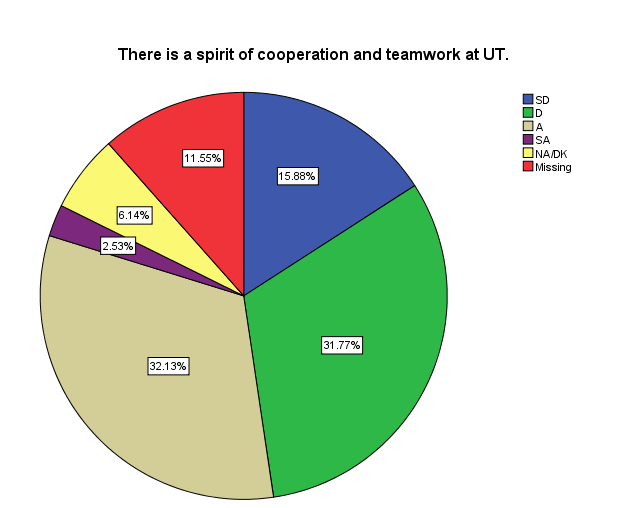 There is a spirit of cooperation and teamwork at UT.
SD
D
A
SA
NA/DK
Missing
11.55%
15.88%
6.14%
2.53%
31.77%
32.13%